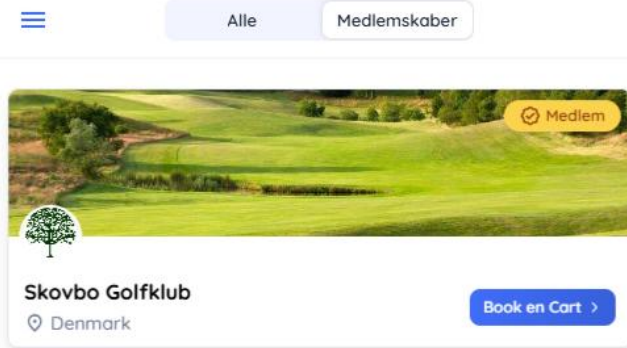 Alle
Medlemskaber
Medlem
Skovbo Golfklub
Denmark
Book en Cart